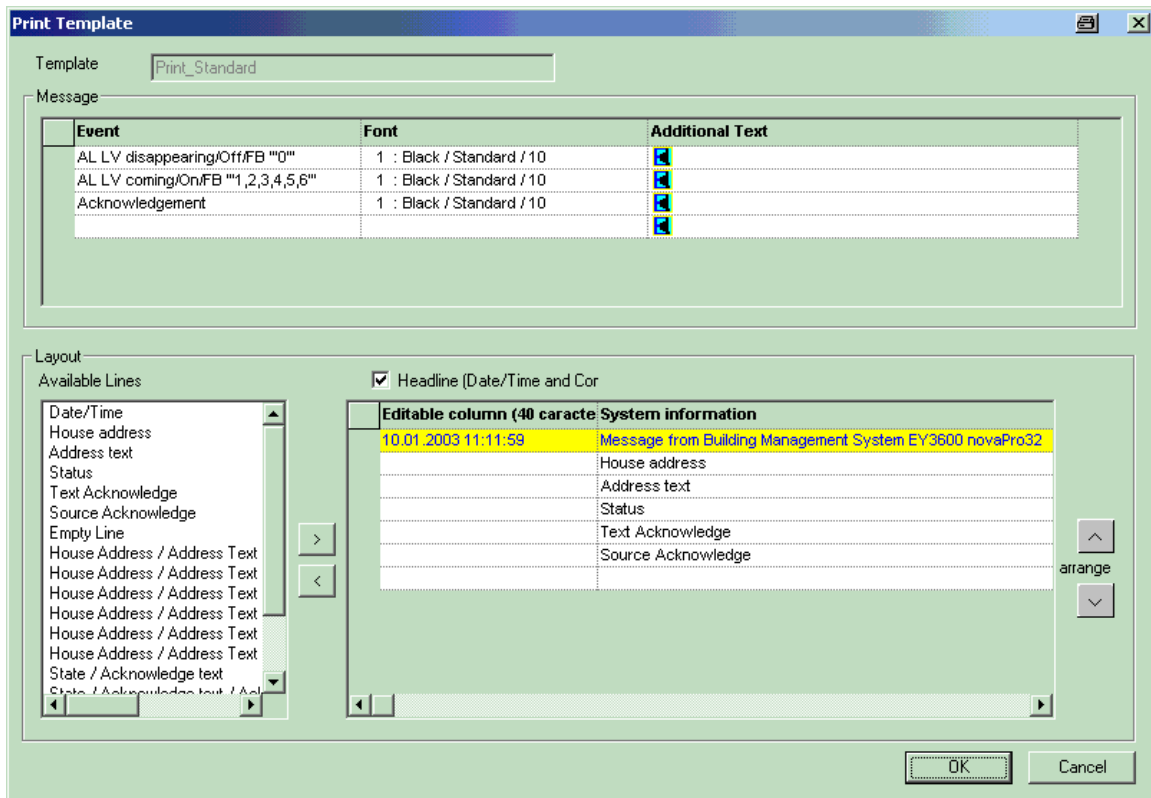 Print Template
Template Print_Standard
Message
Event Font Additional Text
AL LV disappearing/Off/FB '"0"' 1 : Black / Standard / 10
AL LV coming/On/FB '"1,2,3,4,5,6"' 1 : Black / Standard / 10
Acknowledgement 1 : Black / Standard / 10
Layout
Available Lines
Date/Time
House address
Address text
Status
Text Acknowledge
Source Acknowledge
Empty Line
House Address / Address Text
House Address / Address Text
House Address / Address Text
House Address / Address Text
House Address / Address Text
House Address / Address Text
State / Acknowledge text
State / Acknowledge text / Ack
>
<
Headline (Date/Time and Cor
Editable column (40 caracte System information
10.01.2003 11:11:59 Message from Building Management System EY3600 novaPro32
House address
Address text
Status
Text Acknowledge
Source Acknowledge
arrange
OK Cancel